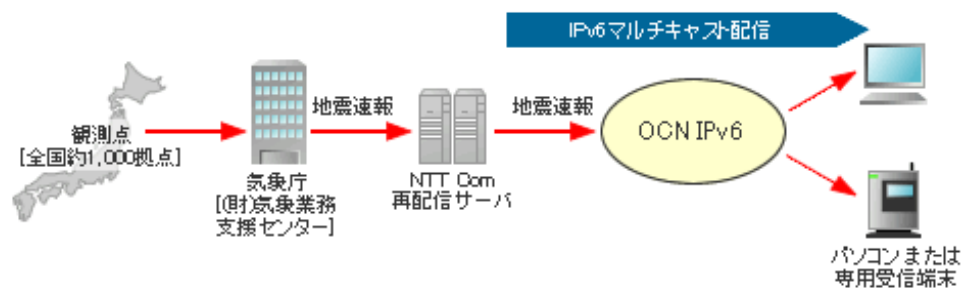 IPv6マルチキャスト配信
観測点
[全国約1,000拠点]
地震速報
気象庁
[(財)気象業務
支援センター]
NTT Com
再配信サーバ
地震速報
OCN IPv6
パソコンまたは
専用受信端末